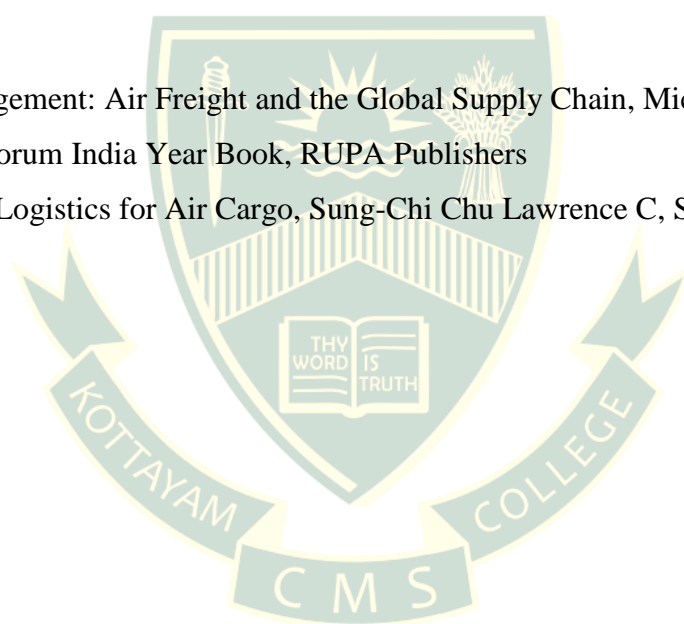 gement: Air Freight and the Global Supply Chain, Mic
orum India Year Book, RUPA Publishers
Logistics for Air Cargo, Sung-Chi Chu Lawrence C, S
THY
WORD IS
TRUTH
KOTTAYAM
COLLEGE
CMS